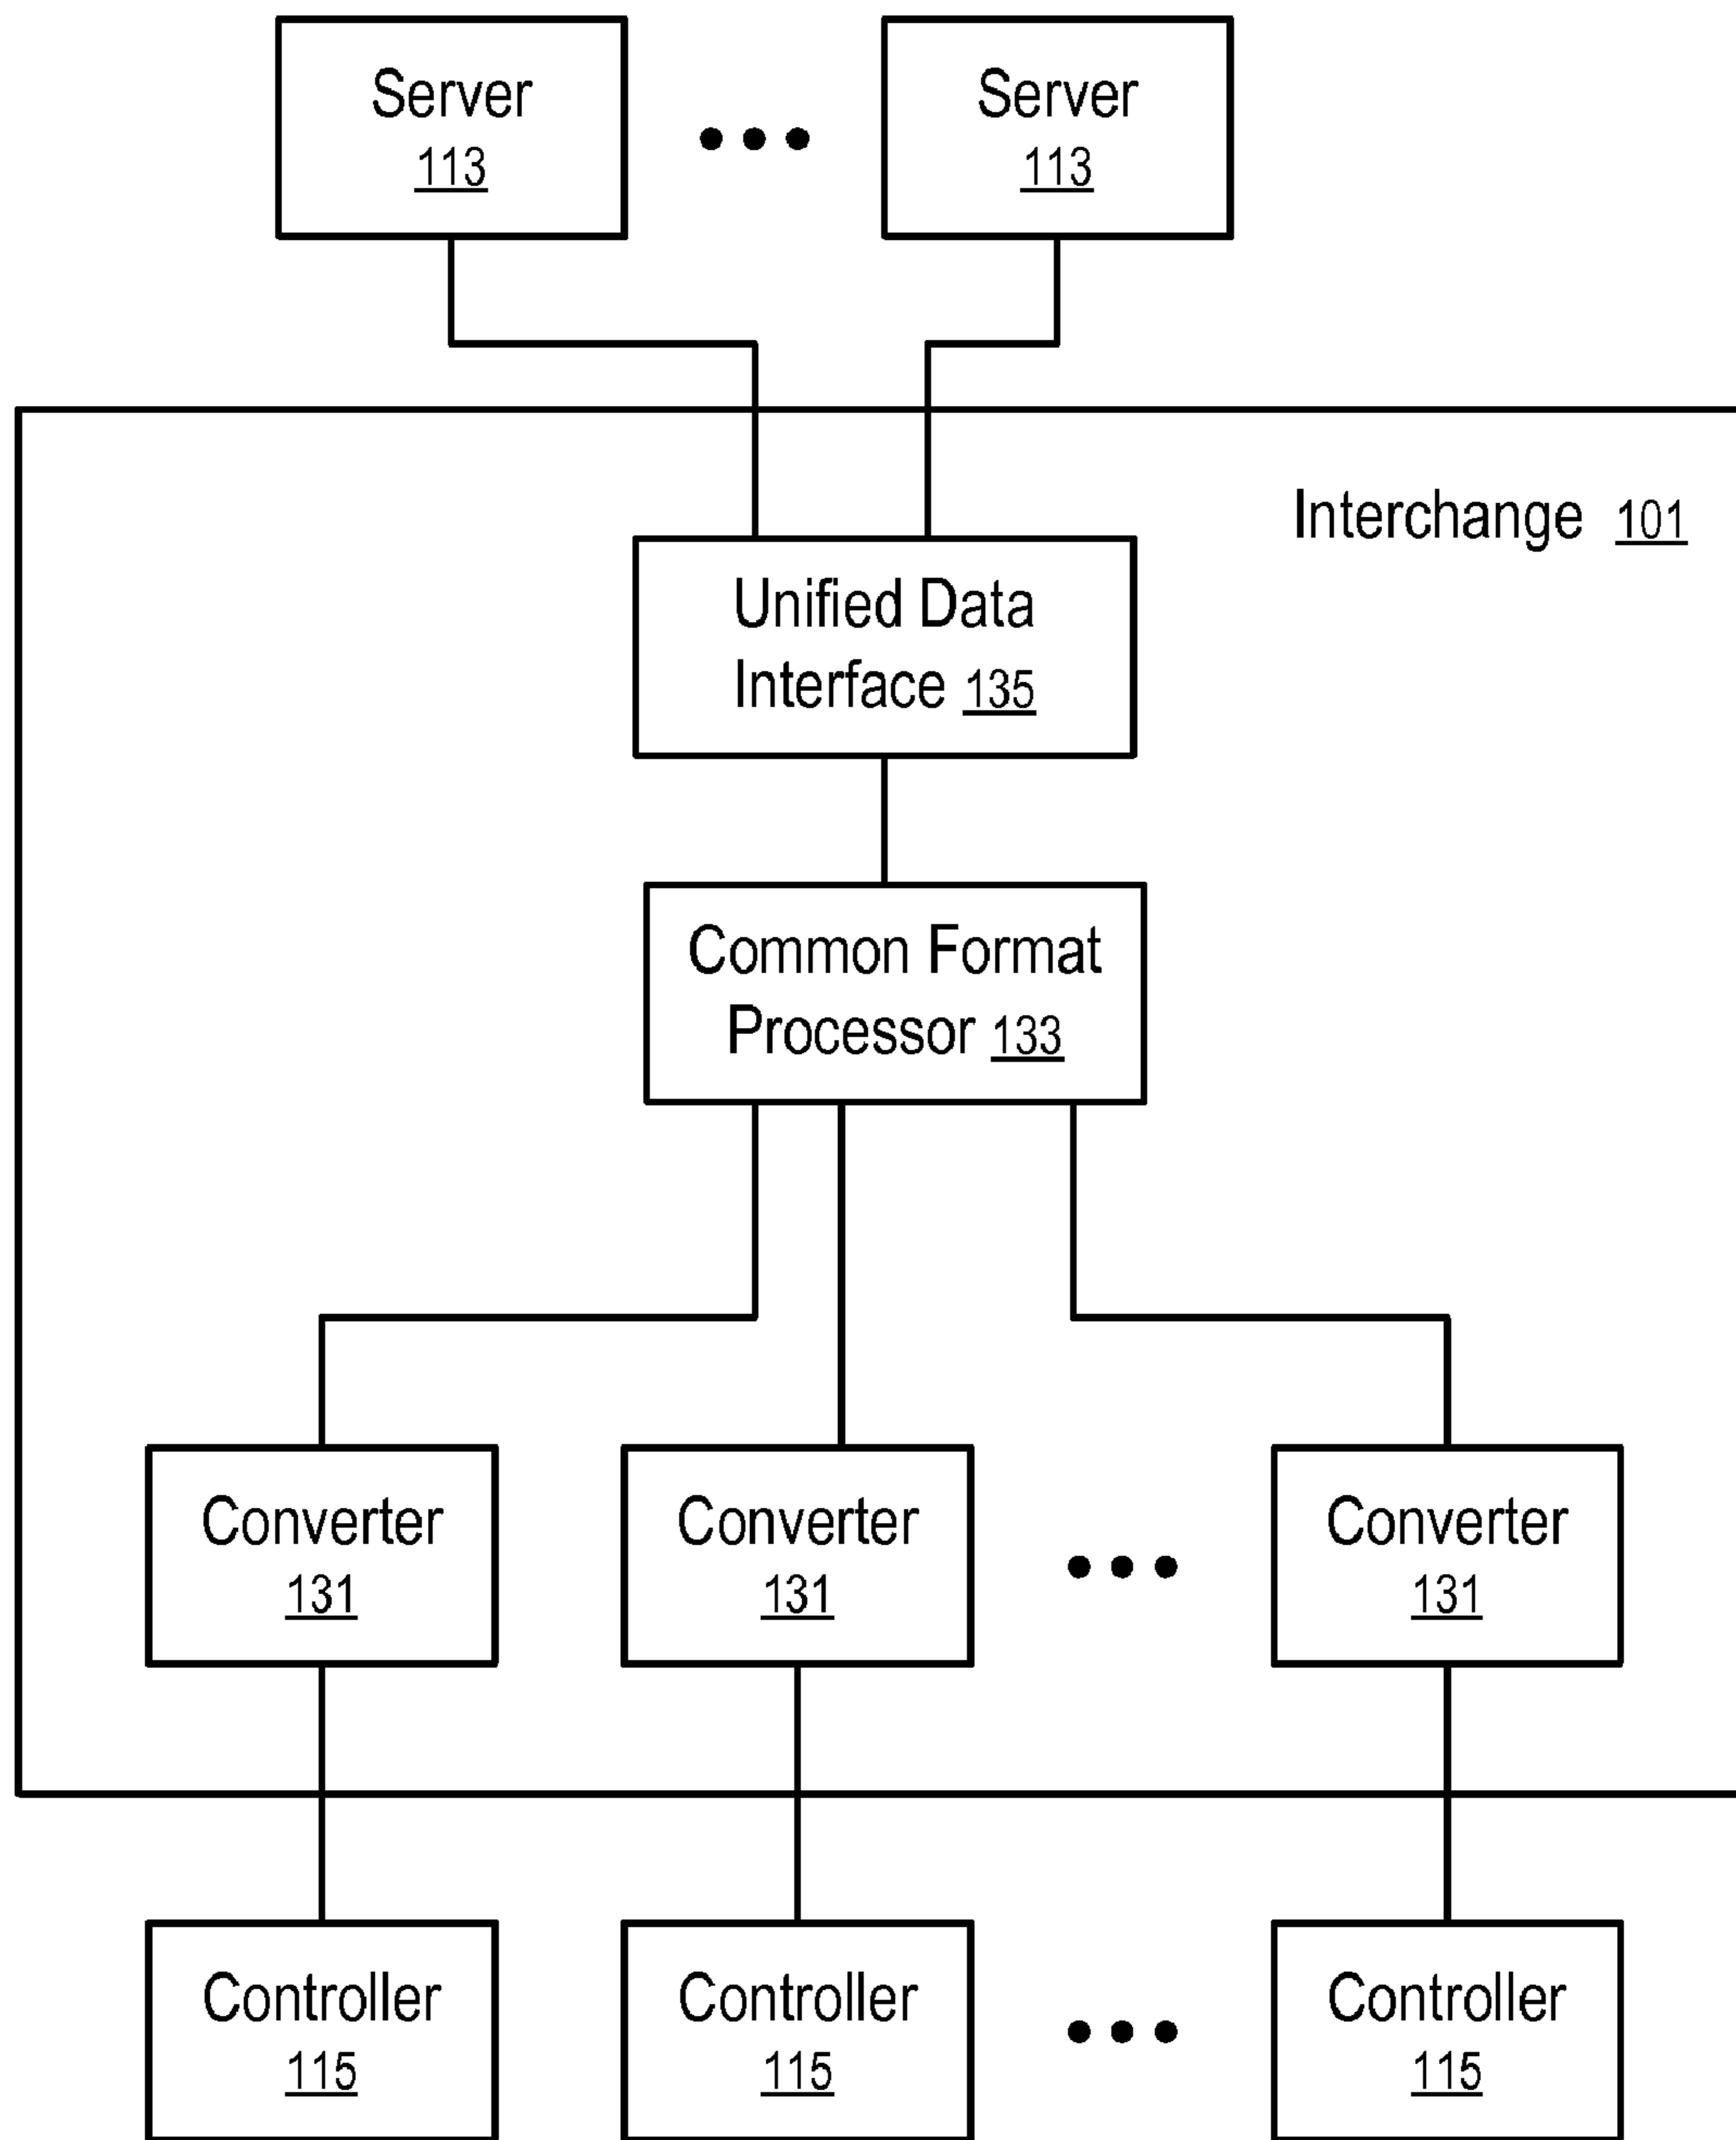 Server
113
Server
113
Interchange 101
Unified Data
Interface 135
Common Format
Processor 133
Converter
131
Converter
131
Converter
131
Controller
115
Controller
115
Controller
115